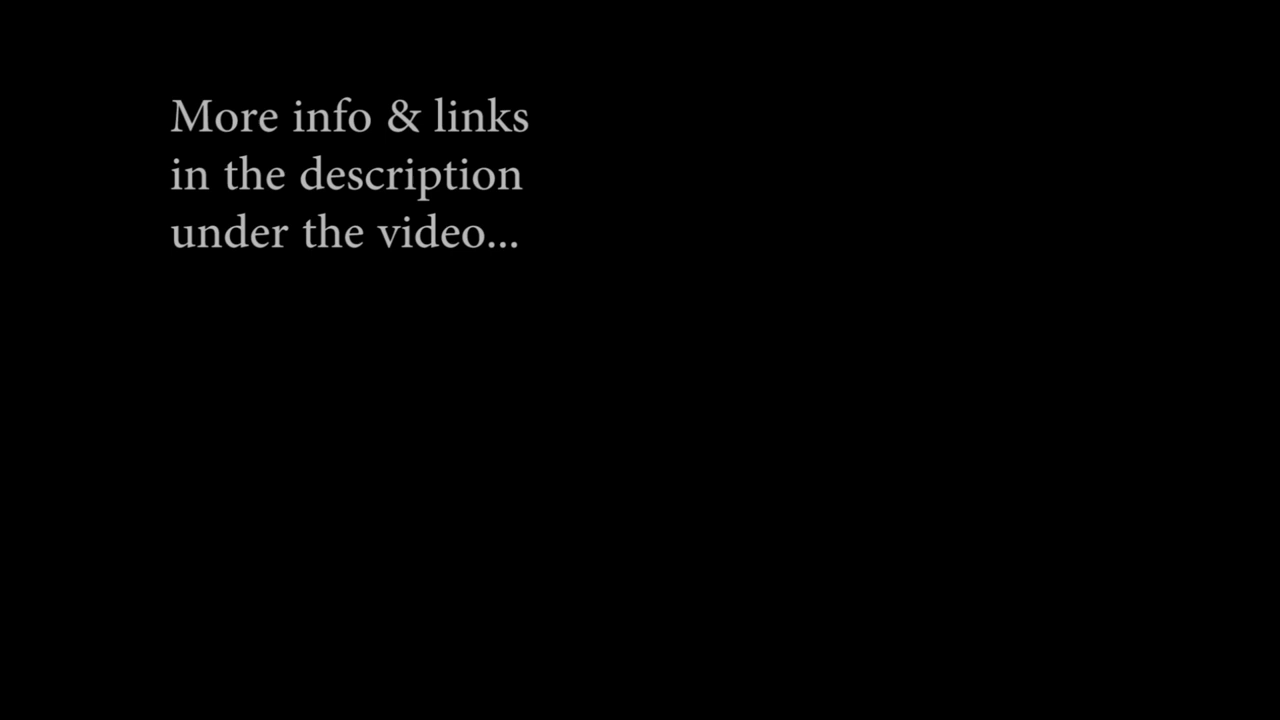 More info & links
in the description
under the video...